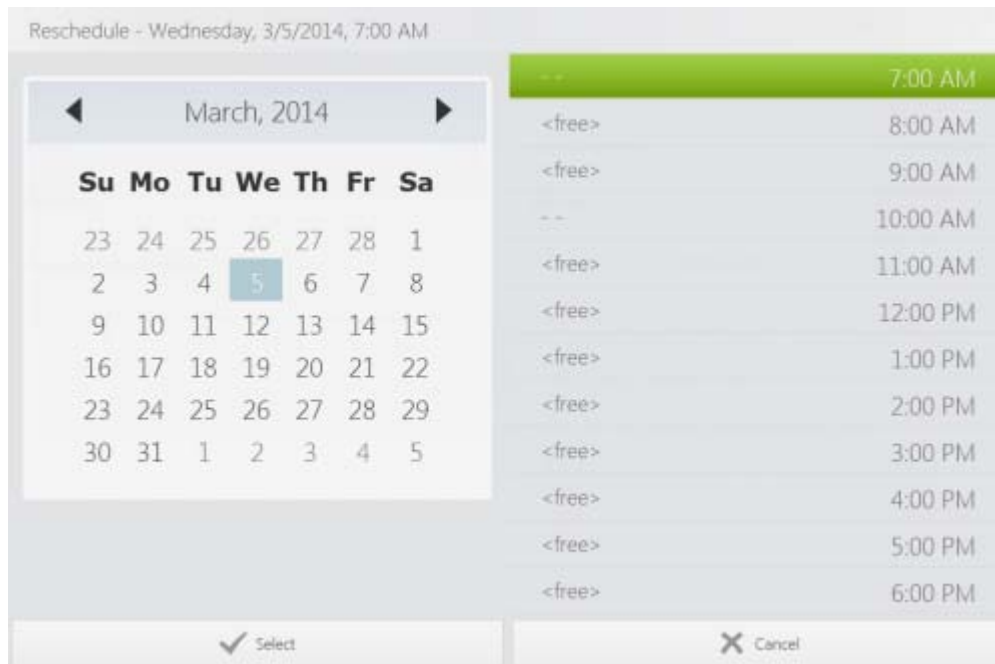 Reschedule - Wednesday, 3/5/2014, 7:00 AM
March, 2014
Su Mo Tu We Th Fr Sa
23 24 25 26 27 28 1
2 3 4 5 6 7 8
9 10 11 12 13 14 15
16 17 18 19 20 21 22
23 24 25 26 27 28 29
30 31 1 2 3 4 5
-- 7:00 AM
<free> 8:00 AM
<free> 9:00 AM
-- 10:00 AM
<free> 11:00 AM
<free> 12:00 PM
<free> 1:00 PM
<free> 2:00 PM
<free> 3:00 PM
<free> 4:00 PM
<free> 5:00 PM
<free> 6:00 PM
Select
Cancel